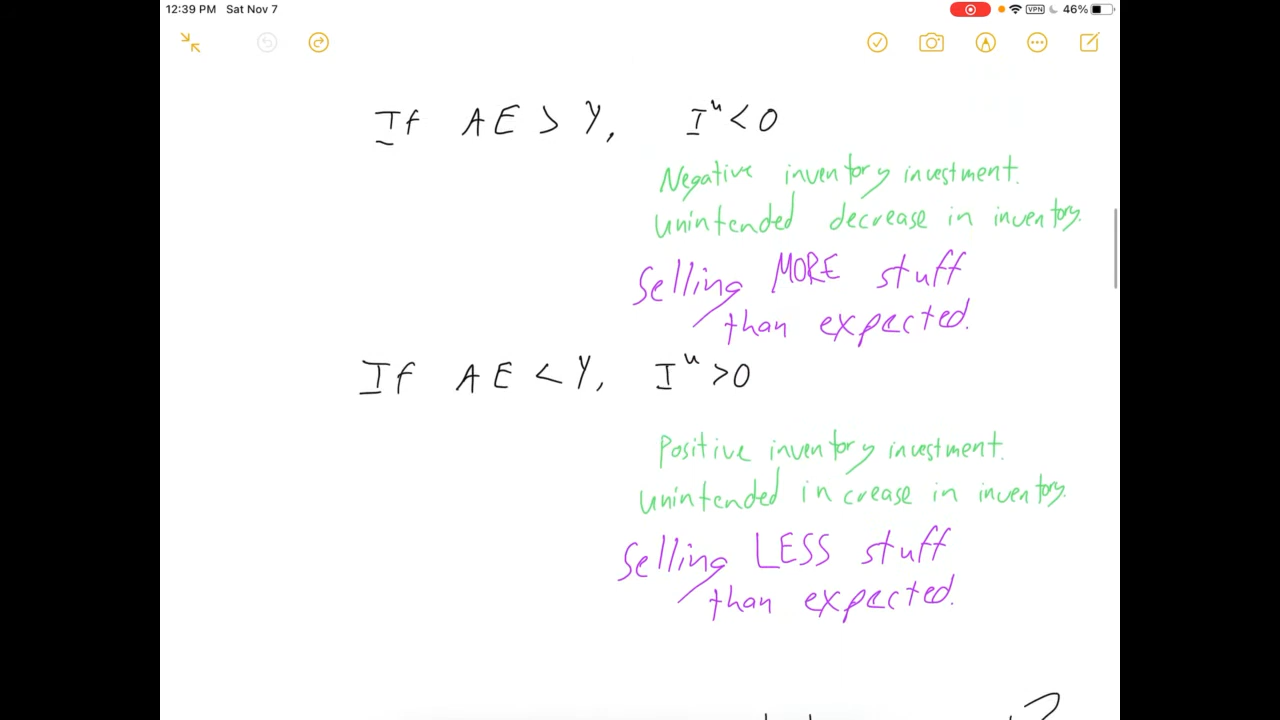 12:39 PM Sat Nov 7
VPN 46%
If AE > Y, Iᵘ < 0
Negative inventory investment.
Unintended decrease in inventory.
Selling MORE stuff
than expected.
If AE < Y, Iᵘ > 0
Positive inventory investment.
Unintended increase in inventory.
Selling LESS stuff
than expected.